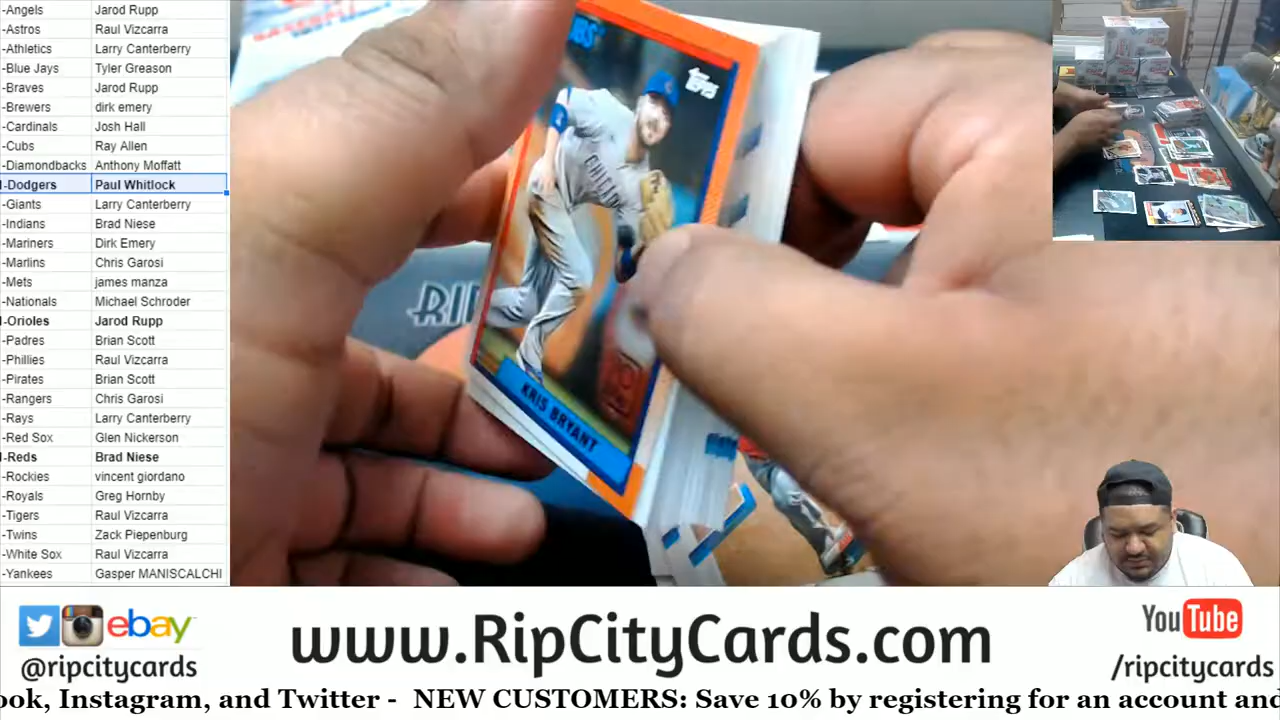 -Angels Jarod Rupp
-Astros Raul Vizcarra
-Athletics Larry Canterberry
-Blue Jays Tyler Greason
-Braves Jarod Rupp
-Brewers dirk emery
-Cardinals Josh Hall
-Cubs Ray Allen
-Diamondbacks Anthony Moffatt
-Dodgers Paul Whitlock
-Giants Larry Canterberry
-Indians Brad Niese
-Mariners Dirk Emery
-Marlins Chris Garosi
-Mets james manza
-Nationals Michael Schroder
-Orioles Jarod Rupp
-Padres Brian Scott
-Phillies Raul Vizcarra
-Pirates Brian Scott
-Rangers Chris Garosi
-Rays Larry Canterberry
-Red Sox Glen Nickerson
-Reds Brad Niese
-Rockies vincent giordano
-Royals Greg Hornby
-Tigers Raul Vizcarra
-Twins Zack Piepenburg
-White Sox Raul Vizcarra
-Yankees Gasper MANISCALCHI
Topps
CHI
KRIS BRYANT
RIP
ebay
@ripcitycards
www.RipCityCards.com
YouTube
/ripcitycards
ook, Instagram, and Twitter - NEW CUSTOMERS: Save 10% by registering for an account and